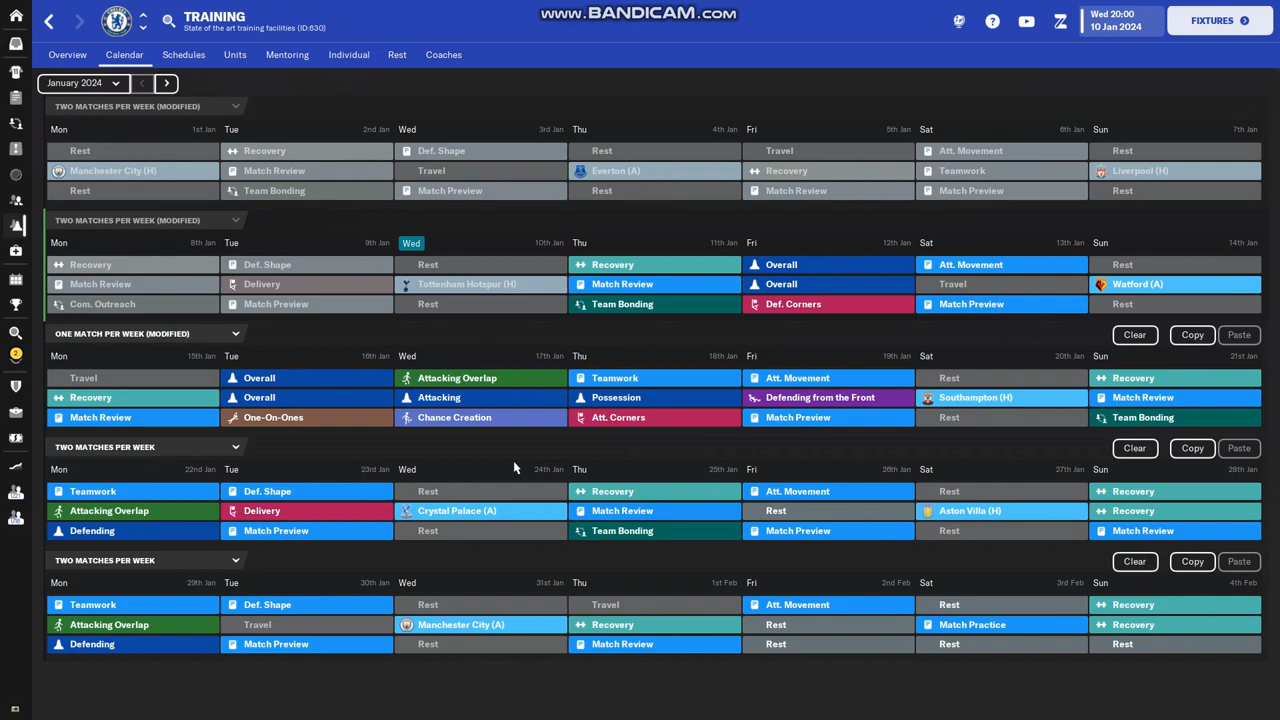 www.BANDICAM.com
TRAINING
State of the art training facilities (ID:630)
Wed 20:00
10 Jan 2024
FIXTURES
Overview Calendar Schedules Units Mentoring Individual Rest Coaches
January 2024
TWO MATCHES PER WEEK (MODIFIED)
Mon 1st Jan Tue 2nd Jan Wed 3rd Jan Thu 4th Jan Fri 5th Jan Sat 6th Jan Sun 7th Jan
Rest Recovery Def. Shape Rest Travel Att. Movement Rest
Manchester City (H) Match Review Travel Everton (A) Recovery Teamwork Liverpool (H)
Rest Team Bonding Match Preview Rest Match Review Match Preview Rest
TWO MATCHES PER WEEK (MODIFIED)
Mon 8th Jan Tue 9th Jan Wed 10th Jan Thu 11th Jan Fri 12th Jan Sat 13th Jan Sun 14th Jan
Recovery Def. Shape Rest Recovery Overall Att. Movement Rest
Match Review Delivery Tottenham Hotspur (H) Match Review Overall Travel Watford (A)
Com. Outreach Match Preview Rest Team Bonding Def. Corners Match Preview Rest
ONE MATCH PER WEEK (MODIFIED) Clear Copy Paste
Mon 15th Jan Tue 16th Jan Wed 17th Jan Thu 18th Jan Fri 19th Jan Sat 20th Jan Sun 21st Jan
Travel Overall Attacking Overlap Teamwork Att. Movement Rest Recovery
Recovery Overall Attacking Possession Defending from the Front Southampton (H) Match Review
Match Review One-On-Ones Chance Creation Att. Corners Match Preview Rest Team Bonding
TWO MATCHES PER WEEK Clear Copy Paste
Mon 22nd Jan Tue 23rd Jan Wed 24th Jan Thu 25th Jan Fri 26th Jan Sat 27th Jan Sun 28th Jan
Teamwork Def. Shape Rest Recovery Att. Movement Rest Recovery
Attacking Overlap Delivery Crystal Palace (A) Match Review Rest Aston Villa (H) Recovery
Defending Match Preview Rest Team Bonding Match Preview Rest Match Review
TWO MATCHES PER WEEK Clear Copy Paste
Mon 29th Jan Tue 30th Jan Wed 31st Jan Thu 1st Feb Fri 2nd Feb Sat 3rd Feb Sun 4th Feb
Teamwork Def. Shape Rest Travel Att. Movement Rest Recovery
Attacking Overlap Travel Manchester City (A) Recovery Rest Match Practice Recovery
Defending Match Preview Rest Match Review Rest Rest Rest
2